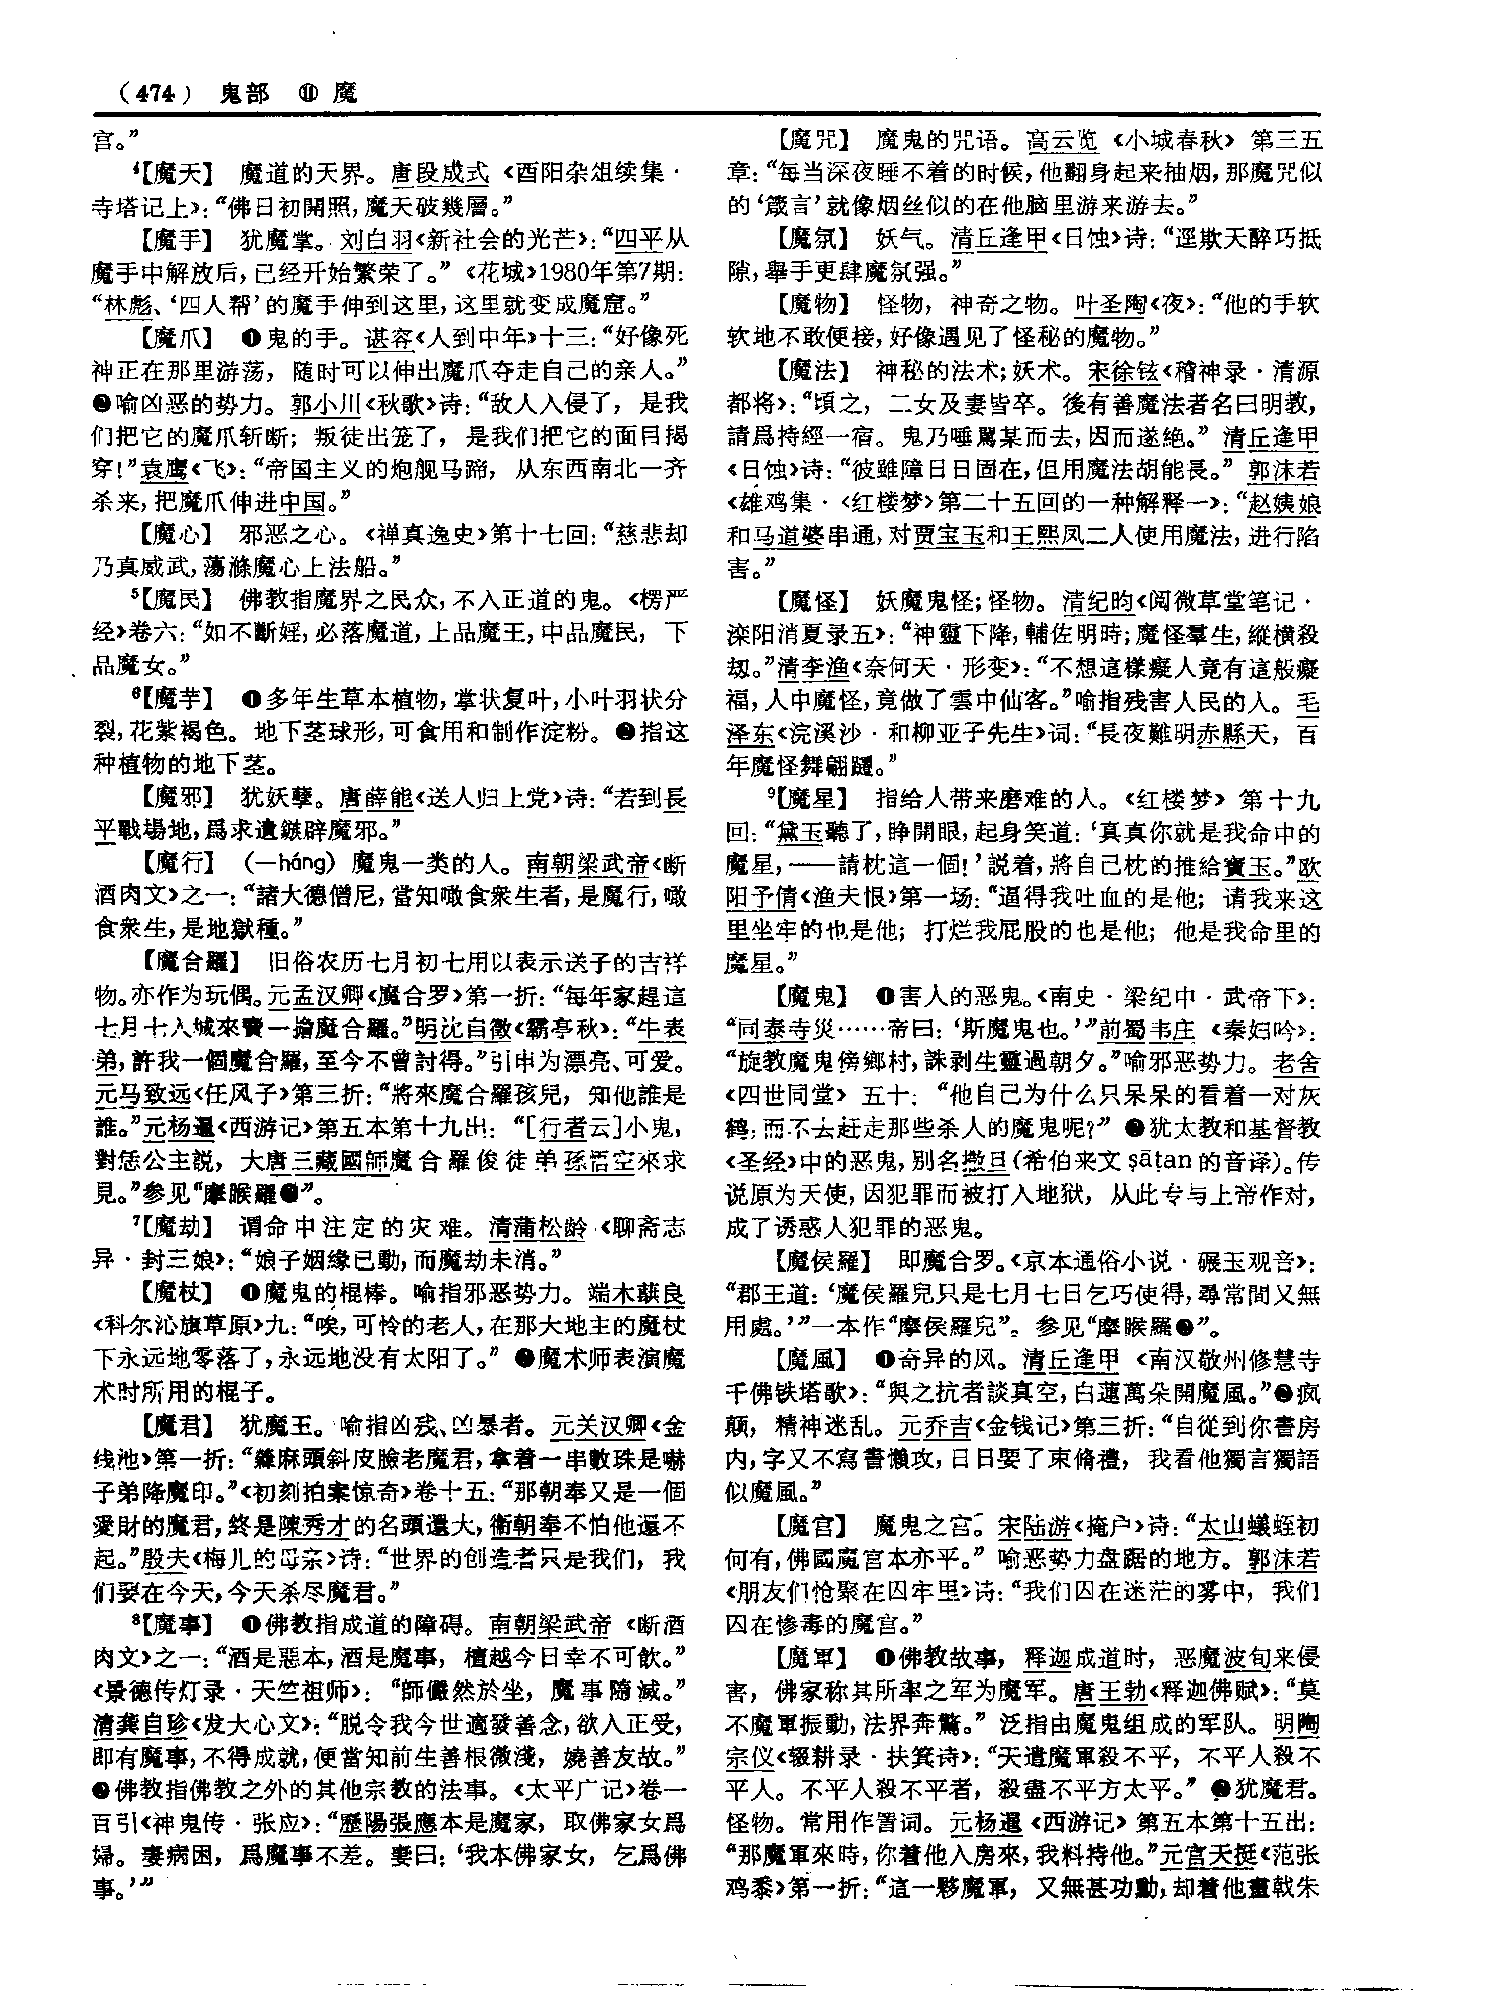 (474) 鬼部 ⑪ 魔
宫。”
⁴【魔天】 魔道的天界。唐段成式《酉阳杂俎续集·
寺塔记上》：“佛日初開照，魔天破幾層。”
【魔手】 犹魔掌。刘白羽《新社会的光芒》：“四平从
魔手中解放后，已经开始繁荣了。”《花城》1980年第7期：
“林彪、‘四人帮’的魔手伸到这里，这里就变成魔窟。”
【魔爪】 ❶鬼的手。谌容《人到中年》十三：“好像死
神正在那里游荡，随时可以伸出魔爪夺走自己的亲人。”
❷喻凶恶的势力。郭小川《秋歌》诗：“敌人入侵了，是我
们把它的魔爪斩断；叛徒出笼了，是我们把它的面目揭
穿！”袁鹰《飞》：“帝国主义的炮舰马蹄，从东西南北一齐
杀来，把魔爪伸进中国。”
【魔心】 邪恶之心。《禅真逸史》第十七回：“慈悲却
乃真威武，蕩滌魔心上法船。”
⁵【魔民】 佛教指魔界之民众，不入正道的鬼。《楞严
经》卷六：“如不斷婬，必落魔道，上品魔王，中品魔民，下
品魔女。”
⁶【魔芋】 ❶多年生草本植物，掌状复叶，小叶羽状分
裂，花紫褐色。地下茎球形，可食用和制作淀粉。❷指这
种植物的地下茎。
【魔邪】 犹妖孽。唐薛能《送人归上党》诗：“若到長
平戰場地，爲求遺鏃辟魔邪。”
【魔行】 （—háng）魔鬼一类的人。南朝梁武帝《断
酒肉文》之一：“諸大德僧尼，當知噉食衆生者，是魔行，噉
食衆生，是地獄種。”
【魔合羅】 旧俗农历七月初七用以表示送子的吉祥
物。亦作为玩偶。元孟汉卿《魔合罗》第一折：“每年家趕這
七月七入城來賣一擔魔合羅。”明沈自徵《霸亭秋》：“牛表
弟，許我一個魔合羅，至今不曾討得。”引申为漂亮、可爱。
元马致远《任风子》第三折：“將來魔合羅孩兒，知他誰是
誰。”元杨暹《西游记》第五本第十九出：“［行者云］小鬼，
對恁公主説，大唐三藏國師魔合羅俊徒弟孫悟空來求
見。”参见“摩睺羅❷”。
⁷【魔劫】 谓命中注定的灾难。清蒲松龄《聊斋志
异·封三娘》：“娘子姻緣已動，而魔劫未消。”
【魔杖】 ❶魔鬼的棍棒。喻指邪恶势力。端木蕻良
《科尔沁旗草原》九：“唉，可怜的老人，在那大地主的魔杖
下永远地零落了，永远地没有太阳了。”❷魔术师表演魔
术时所用的棍子。
【魔君】 犹魔王。喻指凶残、凶暴者。元关汉卿《金
线池》第一折：“鑞麻頭斜皮臉老魔君，拿着一串數珠是嚇
子弟降魔印。”《初刻拍案惊奇》卷十五：“那朝奉又是一個
愛財的魔君，終是陳秀才的名頭還大，衞朝奉不怕他還不
起。”殷夫《梅儿的母亲》诗：“世界的创造者只是我们，我
们要在今天，今天杀尽魔君。”
⁸【魔事】 ❶佛教指成道的障碍。南朝梁武帝《断酒
肉文》之一：“酒是惡本，酒是魔事，檀越今日幸不可飲。”
《景德传灯录·天竺祖师》：“師儼然於坐，魔事隨滅。”
清龚自珍《发大心文》：“脱令我今世適發善念，欲入正受，
即有魔事，不得成就，便當知前生善根微淺，嬈善友故。”
❷佛教指佛教之外的其他宗教的法事。《太平广记》卷一
百引《神鬼传·张应》：“歷陽張應本是魔家，取佛家女爲
婦。妻病困，爲魔事不差。妻曰：‘我本佛家女，乞爲佛
事。’”
【魔咒】 魔鬼的咒语。高云览《小城春秋》第三五
章：“每当深夜睡不着的时候，他翻身起来抽烟，那魔咒似
的‘箴言’就像烟丝似的在他脑里游来游去。”
【魔氛】 妖气。清丘逢甲《日蚀》诗：“逕欺天醉巧抵
隙，舉手更肆魔氛强。”
【魔物】 怪物，神奇之物。叶圣陶《夜》：“他的手软
软地不敢便接，好像遇见了怪秘的魔物。”
【魔法】 神秘的法术；妖术。宋徐铉《稽神录·清源
都将》：“頃之，二女及妻皆卒。後有善魔法者名曰明教，
請爲持經一宿。鬼乃唾駡某而去，因而遂絶。”清丘逢甲
《日蚀》诗：“彼雖障日日固在，但用魔法胡能長。”郭沫若
《雄鸡集·〈红楼梦〉第二十五回的一种解释一》：“赵姨娘
和马道婆串通，对贾宝玉和王熙凤二人使用魔法，进行陷
害。”
【魔怪】 妖魔鬼怪；怪物。清纪昀《阅微草堂笔记·
滦阳消夏录五》：“神靈下降，輔佐明時；魔怪羣生，縱横殺
刼。”清李渔《奈何天·形变》：“不想這樣癡人竟有這般癡
福，人中魔怪，竟做了雲中仙客。”喻指残害人民的人。毛
泽东《浣溪沙·和柳亚子先生》词：“長夜難明赤縣天，百
年魔怪舞翩躚。”
⁹【魔星】 指给人带来磨难的人。《红楼梦》第十九
回：“黛玉聽了，睁開眼，起身笑道：‘真真你就是我命中的
魔星，——請枕這一個！’説着，將自己枕的推給寶玉。”欧
阳予倩《渔夫恨》第一场：“逼得我吐血的是他；请我来这
里坐牢的也是他；打烂我屁股的也是他；他是我命里的
魔星。”
【魔鬼】 ❶害人的恶鬼。《南史·梁纪中·武帝下》：
“同泰寺災……帝曰：‘斯魔鬼也。’”前蜀韦庄《秦妇吟》：
“旋教魔鬼傍鄉村，誅剥生靈過朝夕。”喻邪恶势力。老舍
《四世同堂》五十：“他自己为什么只呆呆的看着一对灰
鹤，而不去赶走那些杀人的魔鬼呢？”❷犹太教和基督教
《圣经》中的恶鬼，别名撒旦（希伯来文 ṣāṭan 的音译）。传
说原为天使，因犯罪而被打入地狱，从此专与上帝作对，
成了诱惑人犯罪的恶鬼。
【魔侯羅】 即魔合罗。《京本通俗小说·碾玉观音》：
“郡王道：‘魔侯羅兒只是七月七日乞巧使得，尋常間又無
用處。’”一本作“摩侯羅兒”。参见“摩睺羅❷”。
【魔風】 ❶奇异的风。清丘逢甲《南汉敬州修慧寺
千佛铁塔歌》：“與之抗者談真空，白蓮萬朵開魔風。”❷疯
颠，精神迷乱。元乔吉《金钱记》第三折：“自從到你書房
内，字又不寫書懶攻，日日要了束脩禮，我看他獨言獨語
似魔風。”
【魔宫】 魔鬼之宫。宋陆游《掩户》诗：“太山蟻蛭初
何有，佛國魔宫本亦平。”喻恶势力盘踞的地方。郭沫若
《朋友们怆聚在囚牢里》诗：“我们囚在迷茫的雾中，我们
囚在惨毒的魔宫。”
【魔軍】 ❶佛教故事，释迦成道时，恶魔波旬来侵
害，佛家称其所率之军为魔军。唐王勃《释迦佛赋》：“莫
不魔軍振動，法界奔驚。”泛指由魔鬼组成的军队。明陶
宗仪《辍耕录·扶箕诗》：“天遣魔軍殺不平，不平人殺不
平人。不平人殺不平者，殺盡不平方太平。”❷犹魔君。
怪物。常用作詈词。元杨暹《西游记》第五本第十五出：
“那魔軍來時，你着他入房來，我料持他。”元宫天挺《范张
鸡黍》第一折：“這一夥魔軍，又無甚功勳，却着他畫戟朱